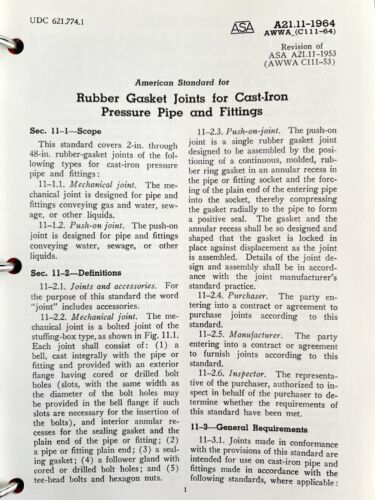 UDC 621.774.1
ASA
A21.11-1964
AWWA (C111-64)
Revision of
ASA A21.11-1953
(AWWA C111-53)
American Standard for
Rubber Gasket Joints for Cast-Iron
Pressure Pipe and Fittings
Sec. 11-1—Scope
This standard covers 2-in. through
48-in. rubber-gasket joints of the fol-
lowing types for cast-iron pressure
pipe and fittings:
11-1.1. Mechanical joint. The me-
chanical joint is designed for pipe and
fittings conveying gas and water, sew-
age, or other liquids.
11-1.2. Push-on joint. The push-on
joint is designed for pipe and fittings
conveying water, sewage, or other
liquids.
Sec. 11-2—Definitions
11-2.1. Joints and accessories. For
the purpose of this standard the word
"joint" includes accessories.
11-2.2. Mechanical joint. The me-
chanical joint is a bolted joint of the
stuffing-box type, as shown in Fig. 11.1.
Each joint shall consist of: (1) a
bell, cast integrally with the pipe or
fitting and provided with an exterior
flange having cored or drilled bolt
holes (slots, with the same width as
the diameter of the bolt holes may
be provided in the bell flange if such
slots are necessary for the insertion of
the bolts), and interior annular re-
cesses for the sealing gasket and the
plain end of the pipe or fitting; (2)
a pipe or fitting plain end; (3) a seal-
ing gasket; (4) a follower gland with
cored or drilled bolt holes; and (5)
tee-head bolts and hexagon nuts.
11-2.3. Push-on-joint. The push-on
joint is a single rubber gasket joint
designed to be assembled by the posi-
tioning of a continuous, molded, rub-
ber ring gasket in an annular recess in
the pipe or fitting socket and the forc-
ing of the plain end of the entering pipe
into the socket, thereby compressing
the gasket radially to the pipe to form
a positive seal. The gasket and the
annular recess shall be so designed and
shaped that the gasket is locked in
place against displacement as the joint
is assembled. Details of the joint de-
sign and assembly shall be in accord-
ance with the joint manufacturer's
standard practice.
11-2.4. Purchaser. The party en-
tering into a contract or agreement to
purchase joints according to this
standard.
11-2.5. Manufacturer. The party
entering into a contract or agreement
to furnish joints according to this
standard.
11-2.6. Inspector. The representa-
tive of the purchaser, authorized to in-
spect in behalf of the purchaser to de-
termine whether the requirements of
this standard have been met.
11-3—General Requirements
11-3.1. Joints made in conformance
with the provisions of this standard are
intended for use on cast-iron pipe and
fittings made in accordance with the
following standards, where applicable:
1